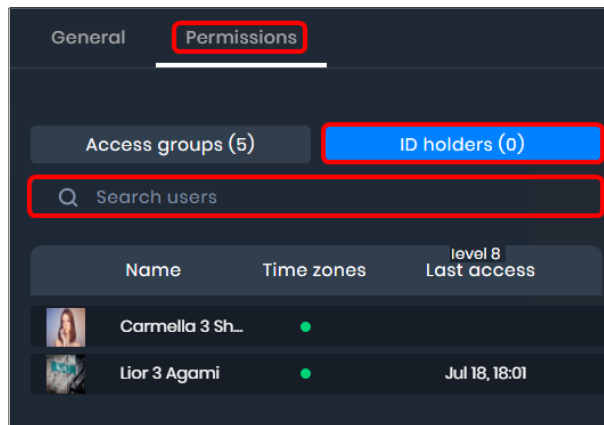 General Permissions
Access groups (5) ID holders (0)
Search users
level 8
Name Time zones Last access
Carmella 3 Sh...
Lior 3 Agami Jul 18, 18:01